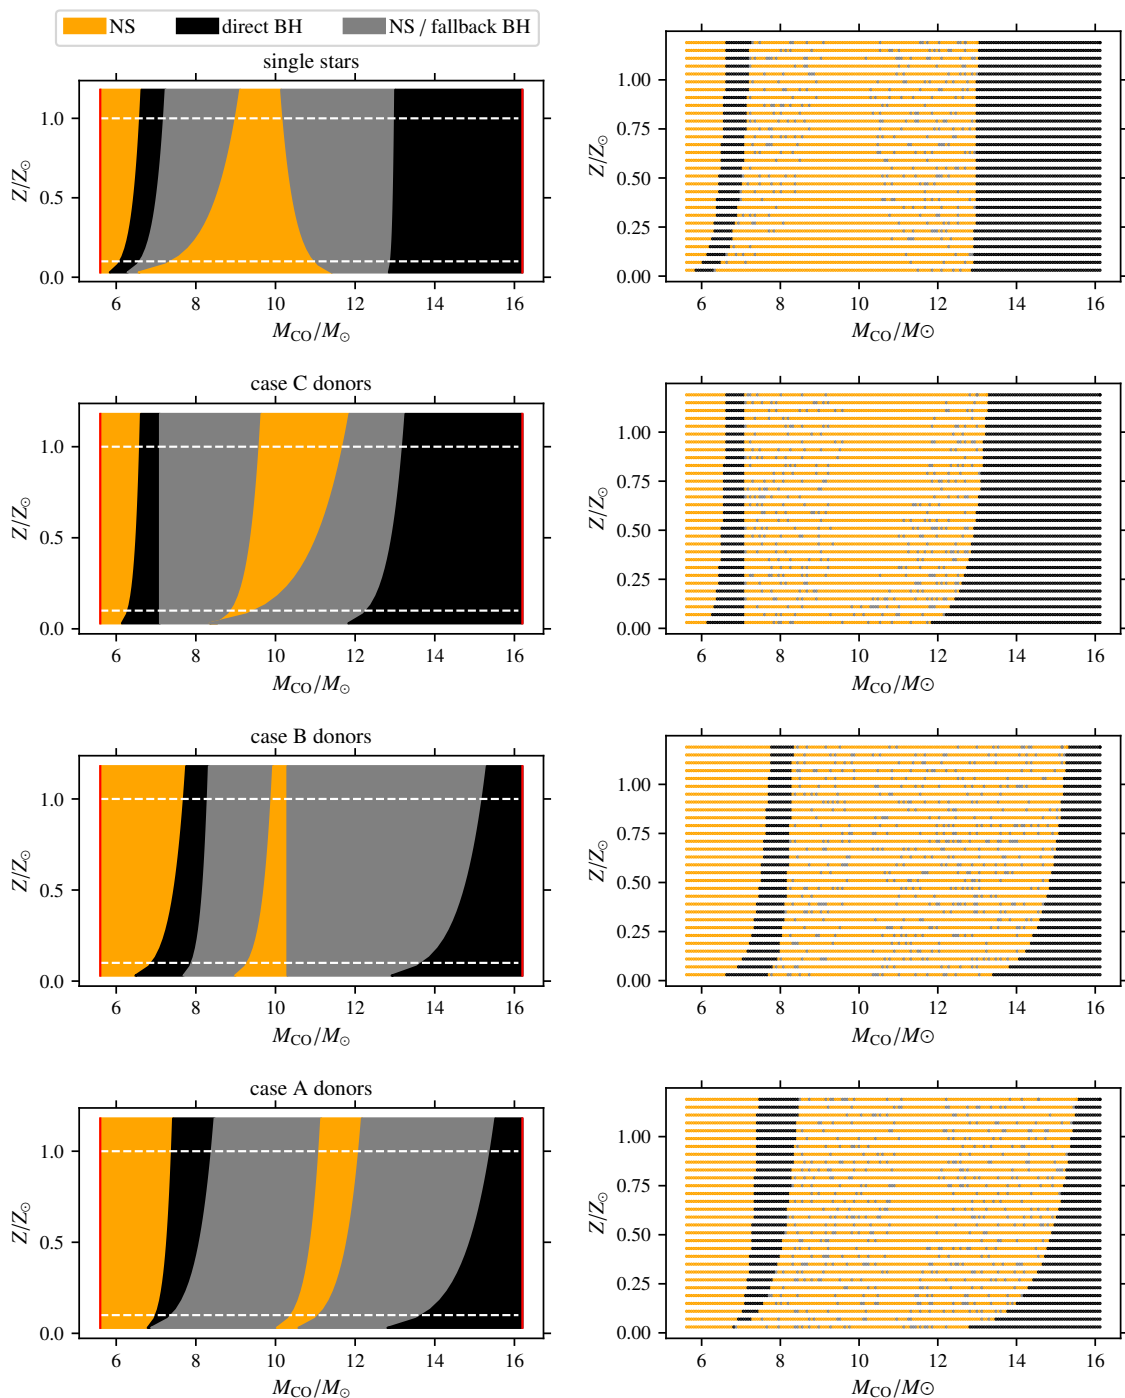 NS direct BH NS / fallback BH
single stars
1.0
0.5
0.0
Z/Z⊙
6 8 10 12 14 16
M_CO/M⊙
1.00
0.75
0.50
0.25
0.00
Z/Z⊙
6 8 10 12 14 16
M_CO/M⊙
case C donors
1.0
0.5
0.0
Z/Z⊙
6 8 10 12 14 16
M_CO/M⊙
1.00
0.75
0.50
0.25
0.00
Z/Z⊙
6 8 10 12 14 16
M_CO/M⊙
case B donors
1.0
0.5
0.0
Z/Z⊙
6 8 10 12 14 16
M_CO/M⊙
1.00
0.75
0.50
0.25
0.00
Z/Z⊙
6 8 10 12 14 16
M_CO/M⊙
case A donors
1.0
0.5
0.0
Z/Z⊙
6 8 10 12 14 16
M_CO/M⊙
1.00
0.75
0.50
0.25
0.00
Z/Z⊙
6 8 10 12 14 16
M_CO/M⊙